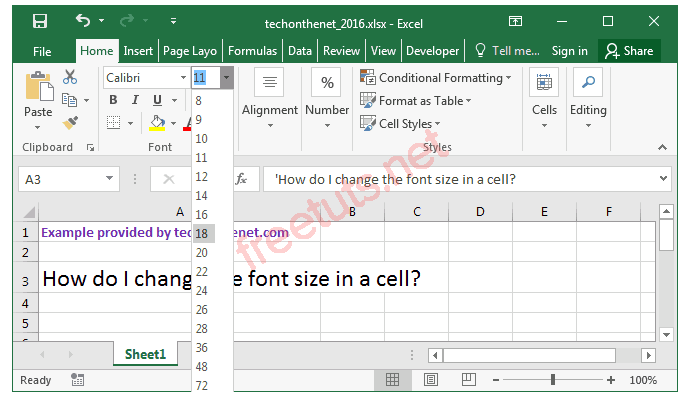 techonthenet_2016.xlsx - Excel
File Home Insert Page Layo Formulas Data Review View Developer Tell me... Sign in Share
Paste
Clipboard
Calibri 11
B I U
A
Font
8
9
10
11
12
14
16
18
20
22
24
26
28
36
48
72
Alignment
%
Number
Conditional Formatting
Format as Table
Cell Styles
Styles
Cells
Editing
A3
fx
'How do I change the font size in a cell?
A B C D E F
1 Example provided by tec enet.com
2
3 How do I chang e font size in a cell?
4
5
freetuts.net
Sheet1
Ready
100%